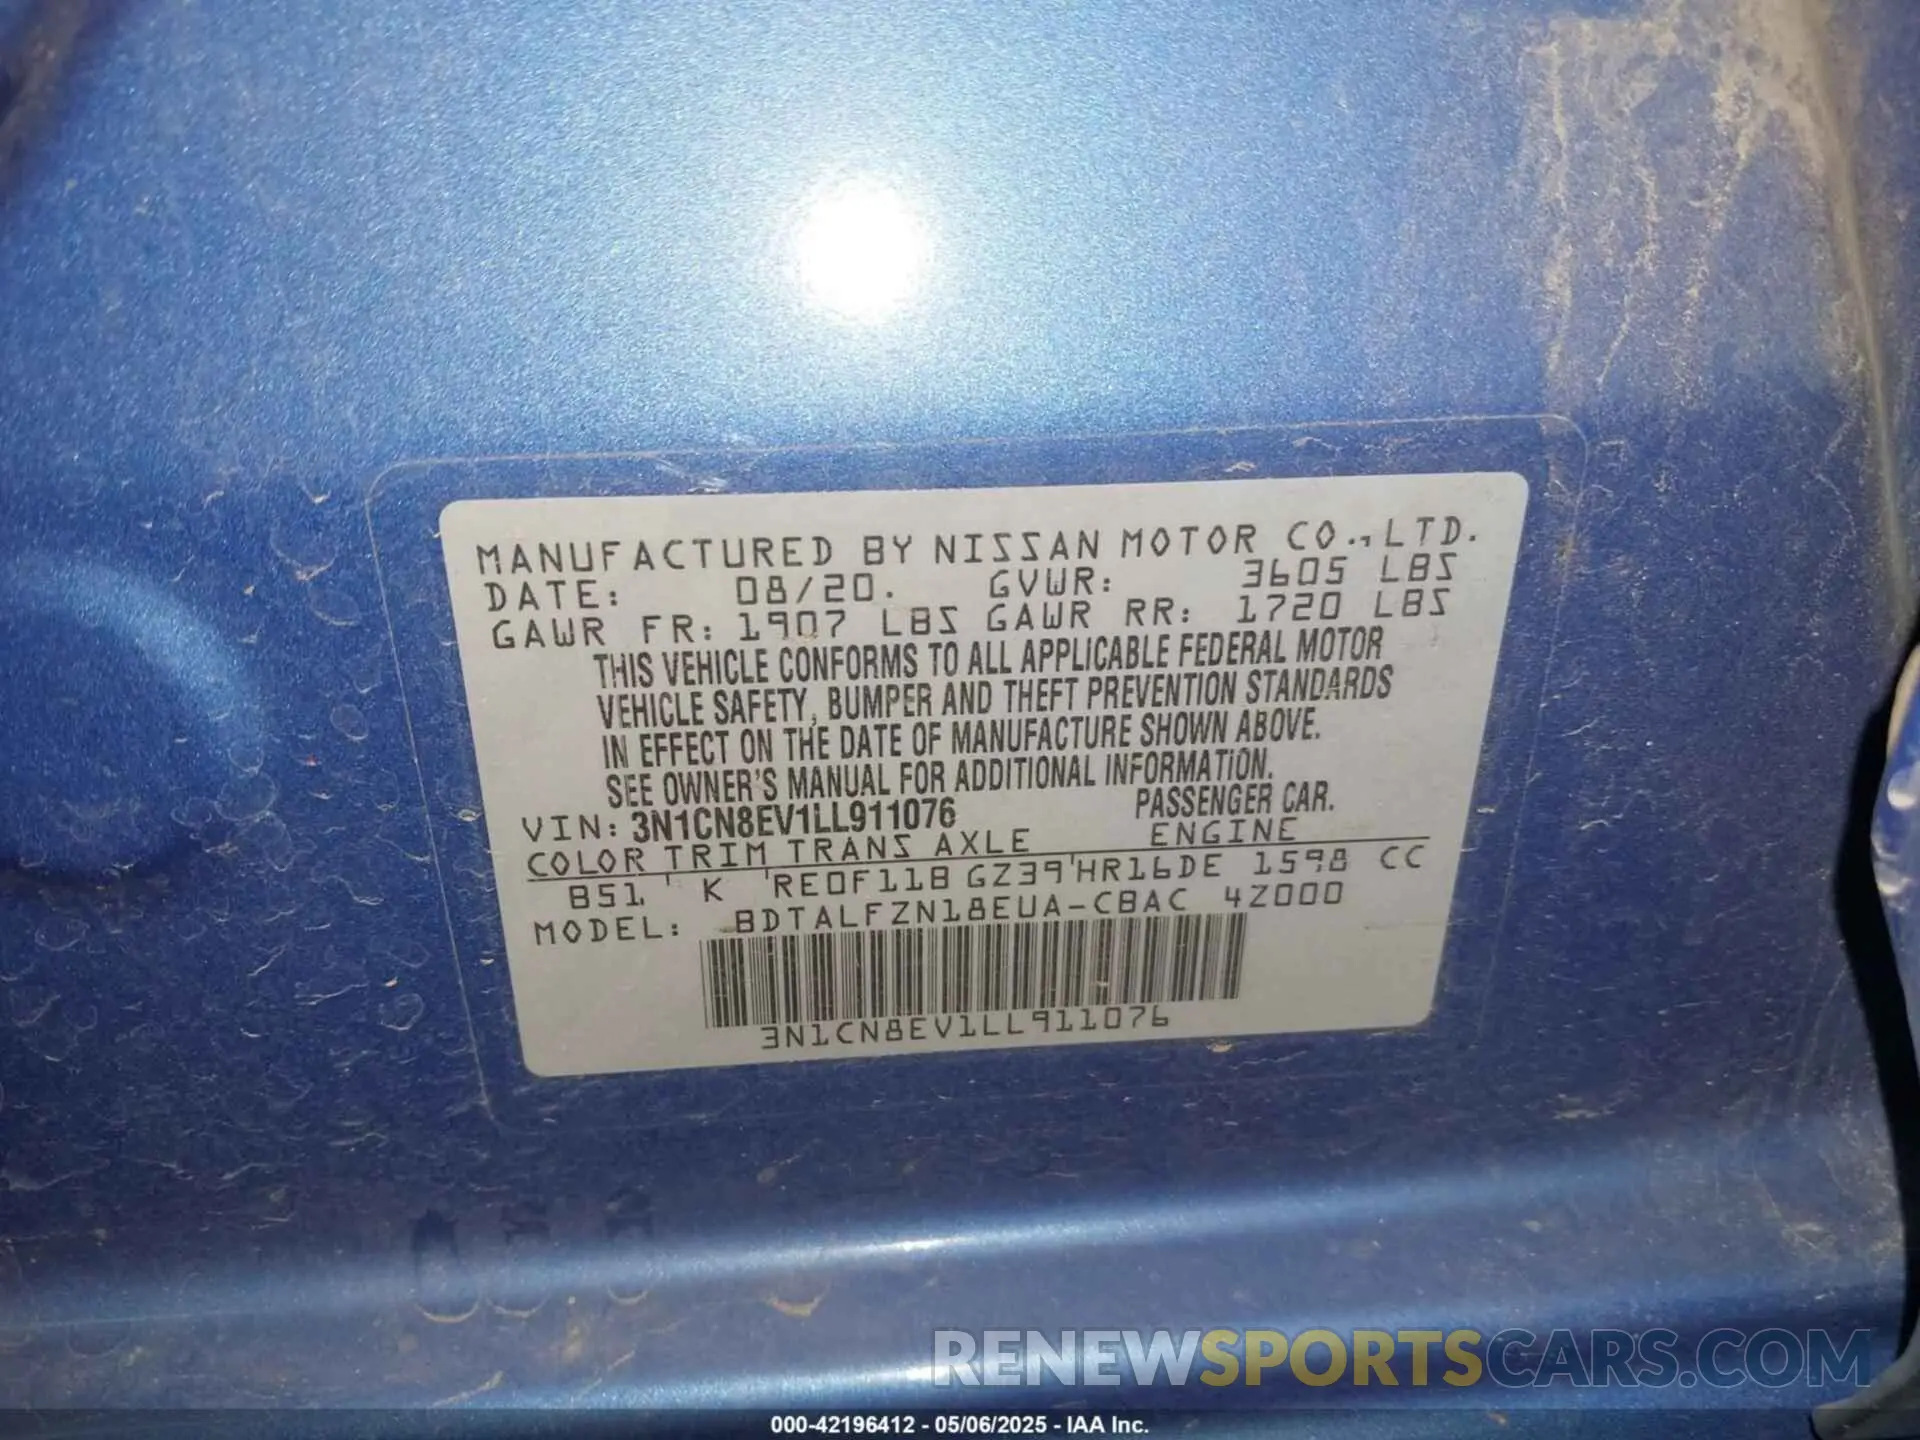 MANUFACTURED BY NISSAN MOTOR CO., LTD.
DATE: 08/20. GVWR: 3605 LBS
GAWR FR: 1907 LBS GAWR RR: 1720 LBS
THIS VEHICLE CONFORMS TO ALL APPLICABLE FEDERAL MOTOR
VEHICLE SAFETY, BUMPER AND THEFT PREVENTION STANDARDS
IN EFFECT ON THE DATE OF MANUFACTURE SHOWN ABOVE.
SEE OWNER'S MANUAL FOR ADDITIONAL INFORMATION.
VIN: 3N1CN8EV1LL911076 PASSENGER CAR.
COLOR TRIM TRANS AXLE ENGINE
B51 K RE0F11B GZ39 HR16DE 1598 CC
MODEL: BDTALFZN18EUA-CBAC 4Z000
3N1CN8EV1LL911076
RENEWSPORTSCARS.COM
000-42196412 - 05/06/2025 - IAA Inc.